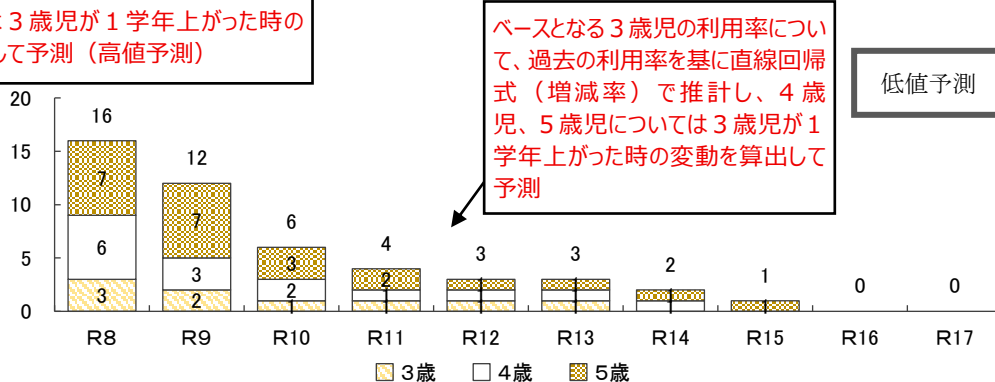 は３歳児が１学年上がった時の
して予測（高値予測）
ベースとなる３歳児の利用率につい
て、過去の利用率を基に直線回帰
式（増減率）で推計し、４歳
児、５歳児については３歳児が１
学年上がった時の変動を算出して
予測
低値予測
20
15
10
5
0
16
7
6
3
12
7
3
2
6
3
2
1
4
2
1
1
3
1
1
1
3
1
1
1
2
1
1
1
1
0
0
R8
R9
R10
R11
R12
R13
R14
R15
R16
R17
３歳
４歳
５歳